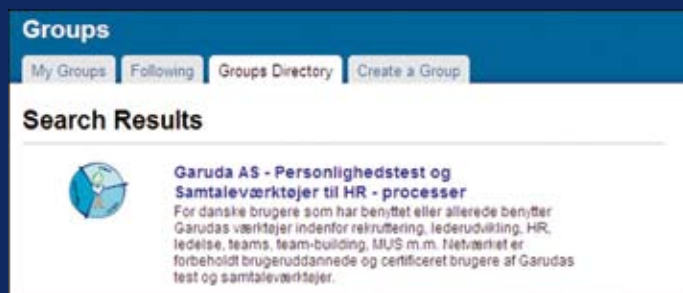 Groups
My Groups Following Groups Directory Create a Group
Search Results
Garuda AS - Personlighedstest og
Samtaleværktøjer til HR - processer
For danske brugere som har benyttet eller allerede benytter
Garudas værktøjer indenfor rekruttering, lederudvikling, HR,
ledelse, teams, team-building, MUS m.m. Netværket er
forbeholdt brugeruddannede og certificeret brugere af Garudas
test og samtaleværktøjer.